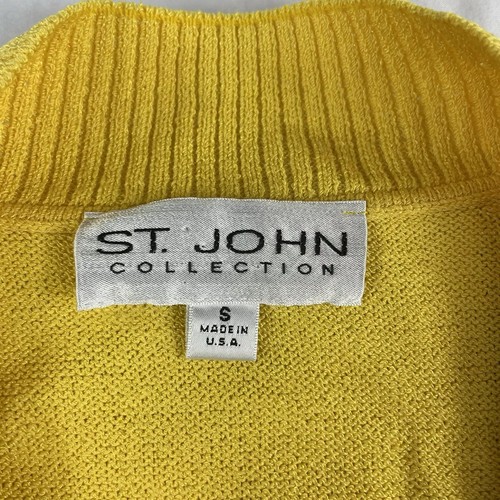 ST. JOHN
COLLECTION
S
MADE IN
U.S.A.